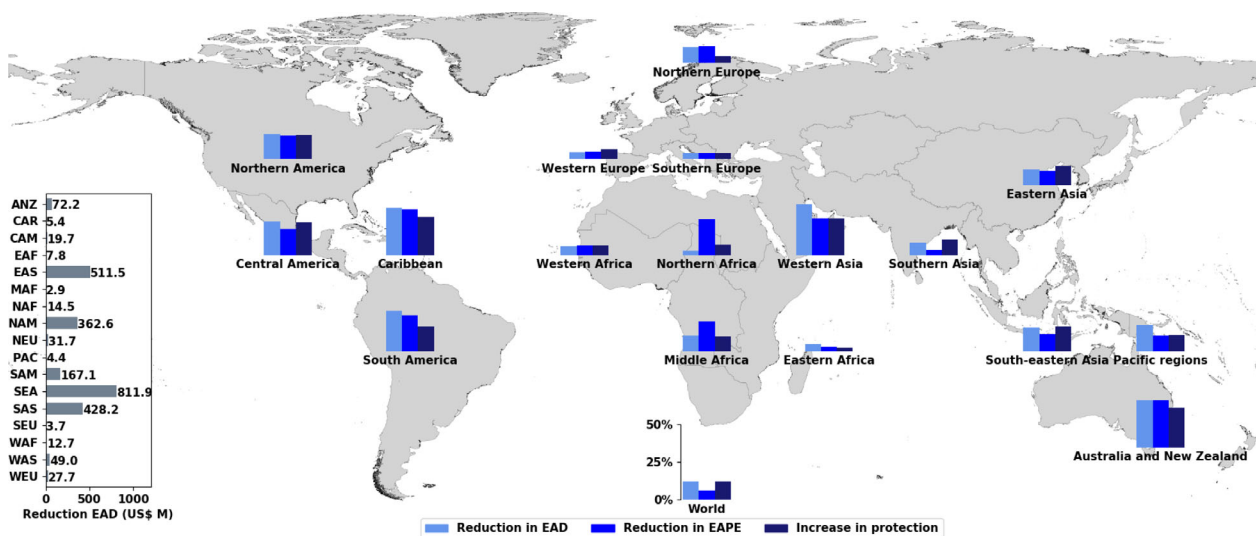 Northern Europe
Northern America
Western Europe
Southern Europe
Eastern Asia
Central America
Caribbean
Western Africa
Northern Africa
Western Asia
Southern Asia
South America
Middle Africa
Eastern Africa
South-eastern Asia
Pacific regions
Australia and New Zealand
ANZ 72.2
CAR 5.4
CAM 19.7
EAF 7.8
EAS 511.5
MAF 2.9
NAF 14.5
NAM 362.6
NEU 31.7
PAC 4.4
SAM 167.1
SEA 811.9
SAS 428.2
SEU 3.7
WAF 12.7
WAS 49.0
WEU 27.7
0 500 1000
Reduction EAD (US$ M)
50%
25%
0%
World
Reduction in EAD
Reduction in EAPE
Increase in protection